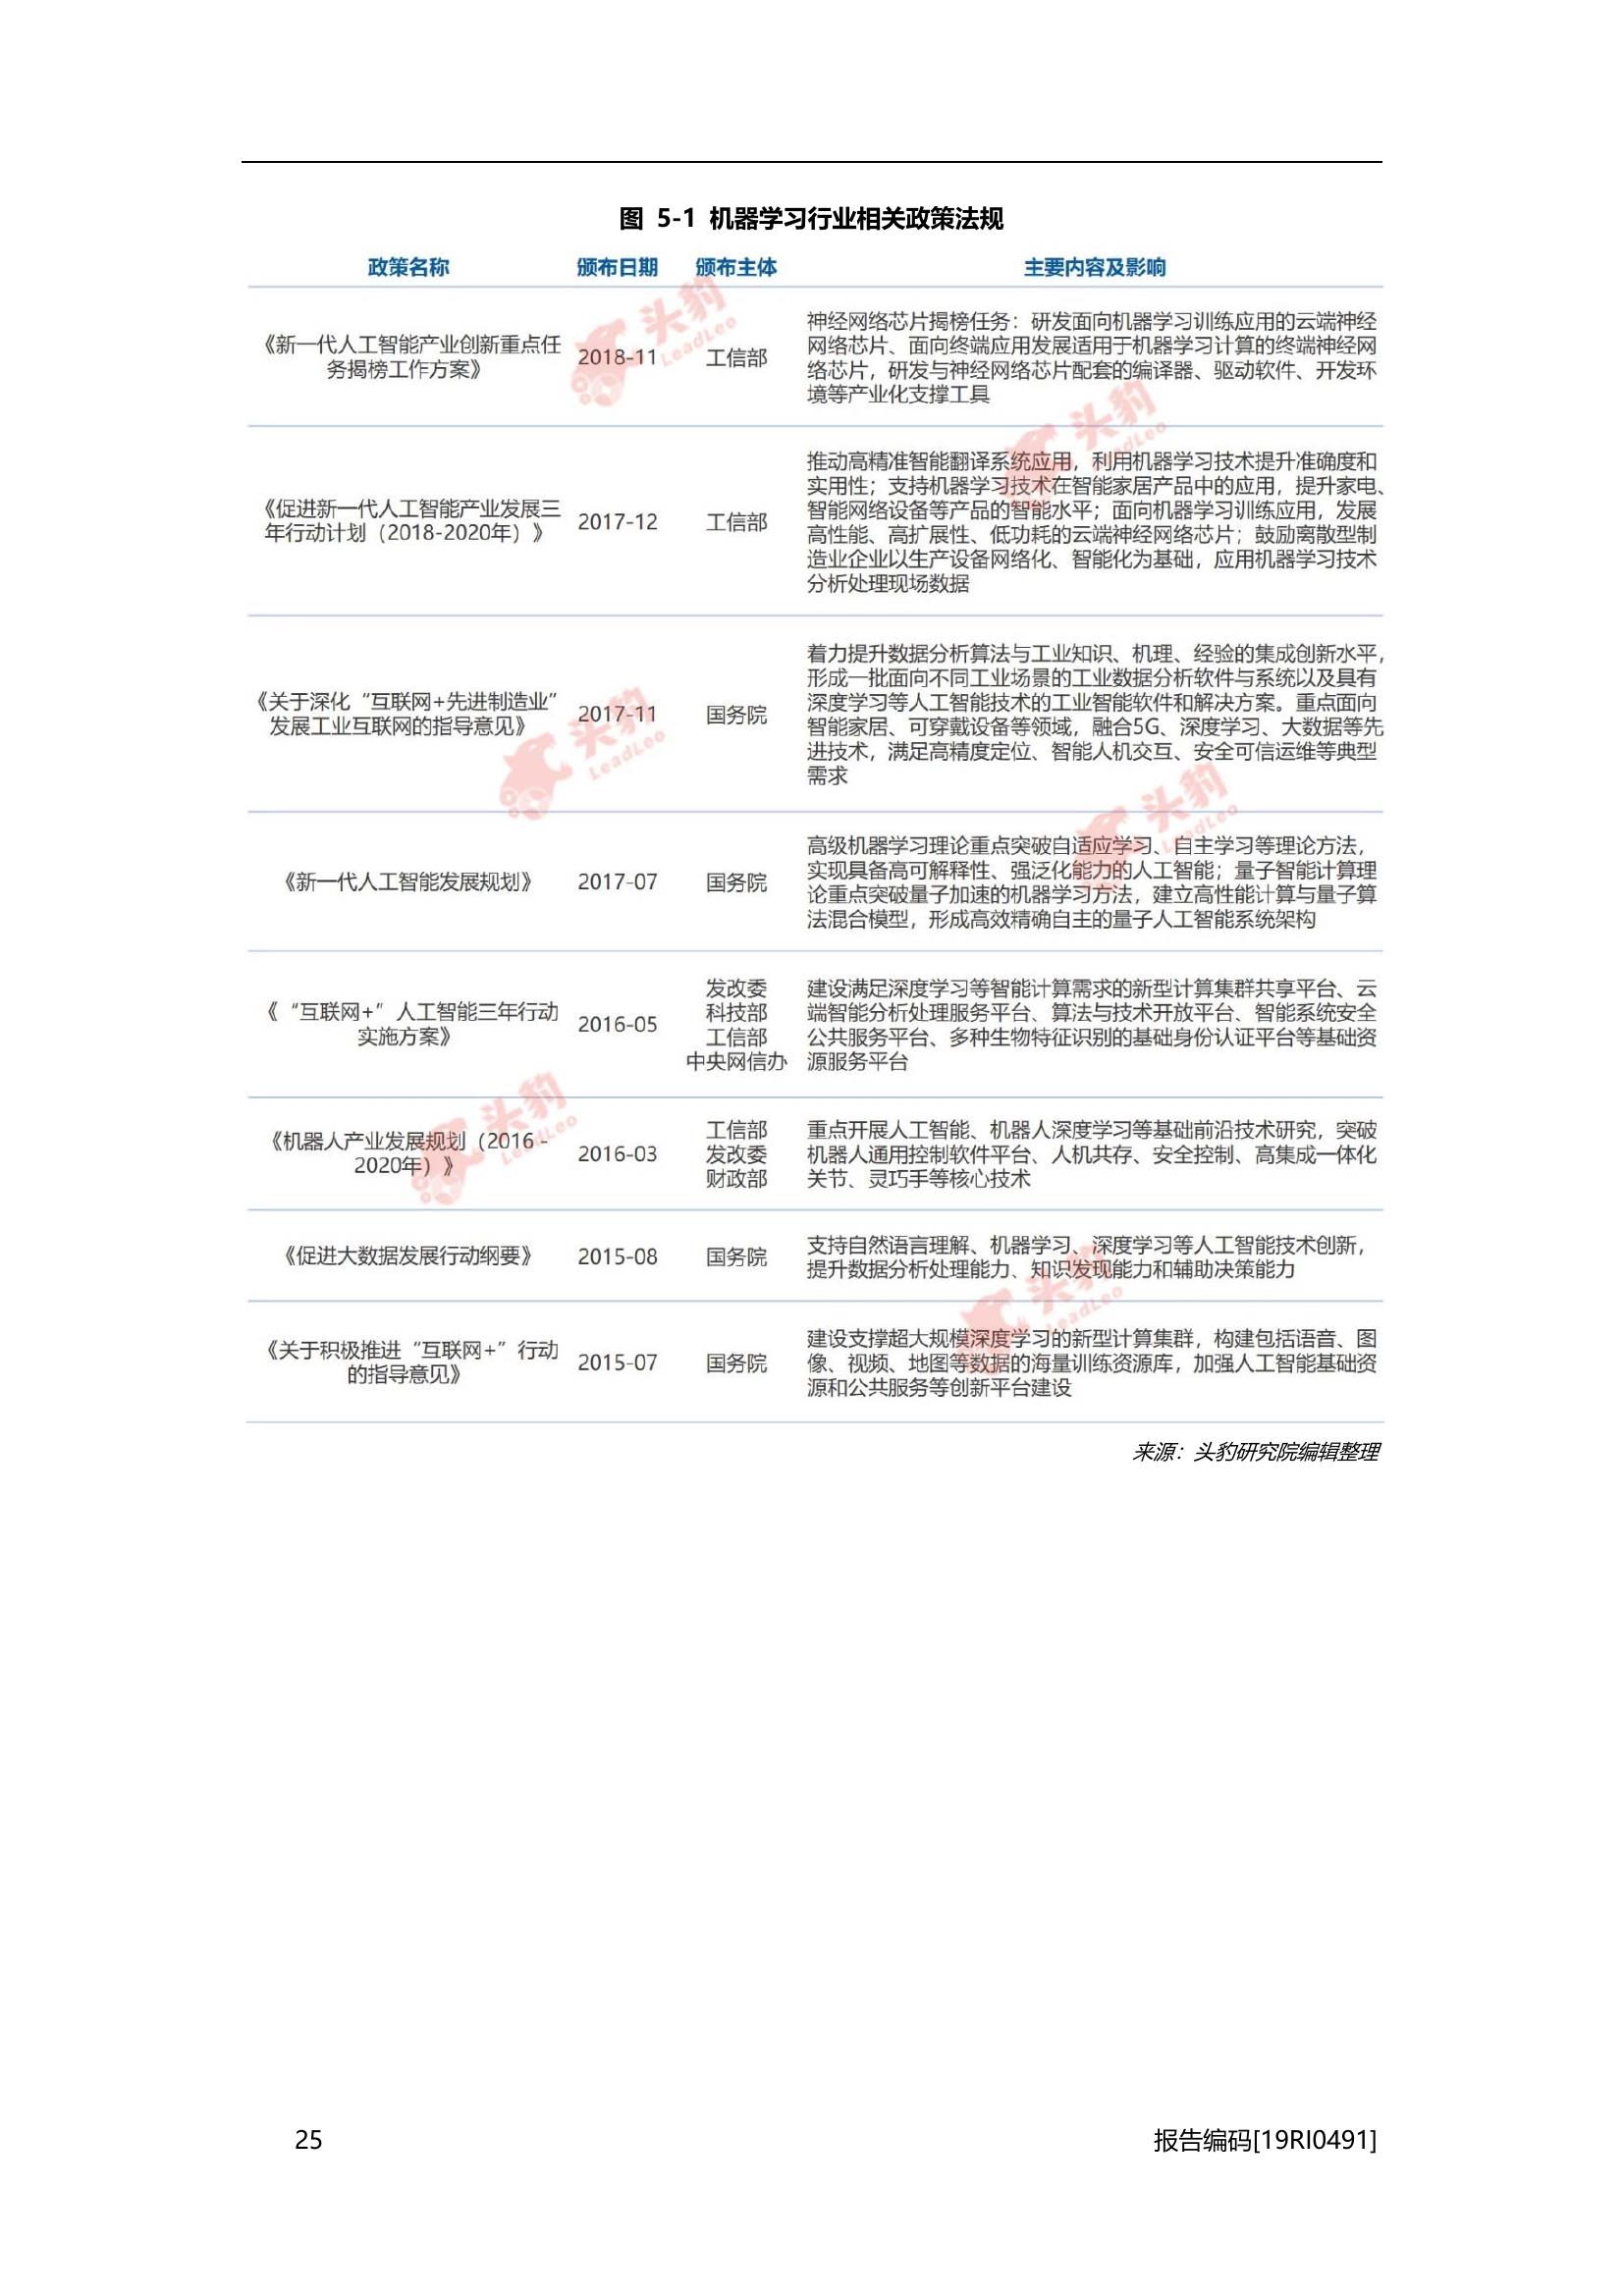 图 5-1 机器学习行业相关政策法规
政策名称 颁布日期 颁布主体 主要内容及影响
《新一代人工智能产业创新重点任
务揭榜工作方案》
2018-11
工信部
神经网络芯片揭榜任务：研发面向机器学习训练应用的云端神经
网络芯片、面向终端应用发展适用于机器学习计算的终端神经网
络芯片，研发与神经网络芯片配套的编译器、驱动软件、开发环
境等产业化支撑工具
《促进新一代人工智能产业发展三
年行动计划（2018-2020年）》
2017-12
工信部
推动高精准智能翻译系统应用，利用机器学习技术提升准确度和
实用性；支持机器学习技术在智能家居产品中的应用，提升家电、
智能网络设备等产品的智能水平；面向机器学习训练应用，发展
高性能、高扩展性、低功耗的云端神经网络芯片；鼓励离散型制
造业企业以生产设备网络化、智能化为基础，应用机器学习技术
分析处理现场数据
《关于深化“互联网+先进制造业”
发展工业互联网的指导意见》
2017-11
国务院
着力提升数据分析算法与工业知识、机理、经验的集成创新水平，
形成一批面向不同工业场景的工业数据分析软件与系统以及具有
深度学习等人工智能技术的工业智能软件和解决方案。重点面向
智能家居、可穿戴设备等领域，融合5G、深度学习、大数据等先
进技术，满足高精度定位、智能人机交互、安全可信运维等典型
需求
《新一代人工智能发展规划》
2017-07
国务院
高级机器学习理论重点突破自适应学习、自主学习等理论方法，
实现具备高可解释性、强泛化能力的人工智能；量子智能计算理
论重点突破量子加速的机器学习方法，建立高性能计算与量子算
法混合模型，形成高效精确自主的量子人工智能系统架构
《“互联网+”人工智能三年行动
实施方案》
2016-05
发改委
科技部
工信部
中央网信办
建设满足深度学习等智能计算需求的新型计算集群共享平台、云
端智能分析处理服务平台、算法与技术开放平台、智能系统安全
公共服务平台、多种生物特征识别的基础身份认证平台等基础资
源服务平台
《机器人产业发展规划（2016 -
2020年）》
2016-03
工信部
发改委
财政部
重点开展人工智能、机器人深度学习等基础前沿技术研究，突破
机器人通用控制软件平台、人机共存、安全控制、高集成一体化
关节、灵巧手等核心技术
《促进大数据发展行动纲要》
2015-08
国务院
支持自然语言理解、机器学习、深度学习等人工智能技术创新，
提升数据分析处理能力、知识发现能力和辅助决策能力
《关于积极推进“互联网+”行动
的指导意见》
2015-07
国务院
建设支撑超大规模深度学习的新型计算集群，构建包括语音、图
像、视频、地图等数据的海量训练资源库，加强人工智能基础资
源和公共服务等创新平台建设
来源：头豹研究院编辑整理
头豹
LeadLeo
头豹
LeadLeo
头豹
LeadLeo
头豹
LeadLeo
头豹
LeadLeo
头豹
LeadLeo
25
报告编码[19RI0491]